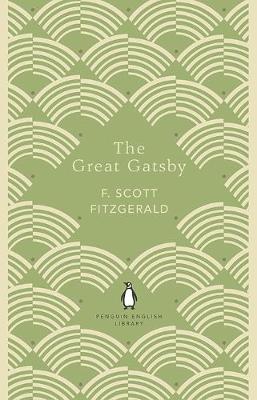 The
Great Gatsby
F. SCOTT
FITZGERALD
PENGUIN ENGLISH
LIBRARY